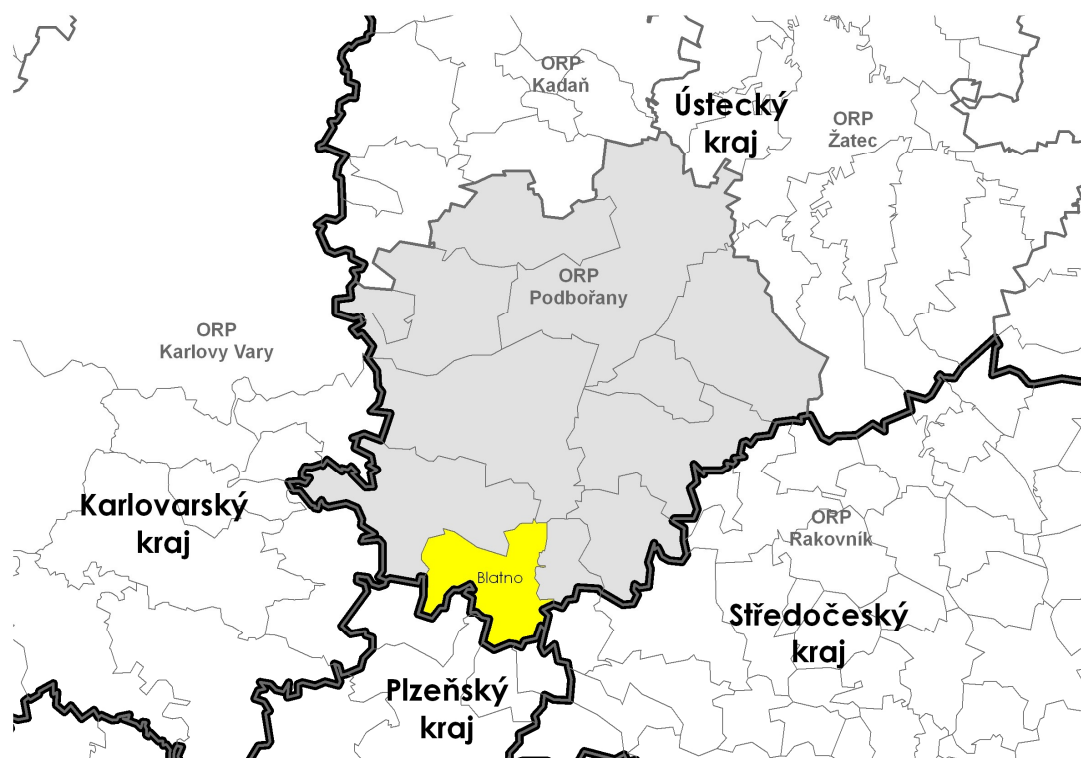 ORP
Kadaň
Ústecký
kraj
ORP
Žatec
ORP
Podbořany
ORP
Karlovy Vary
Karlovarský
kraj
ORP
Rakovník
Blatno
Středočeský
kraj
Plzeňský
kraj